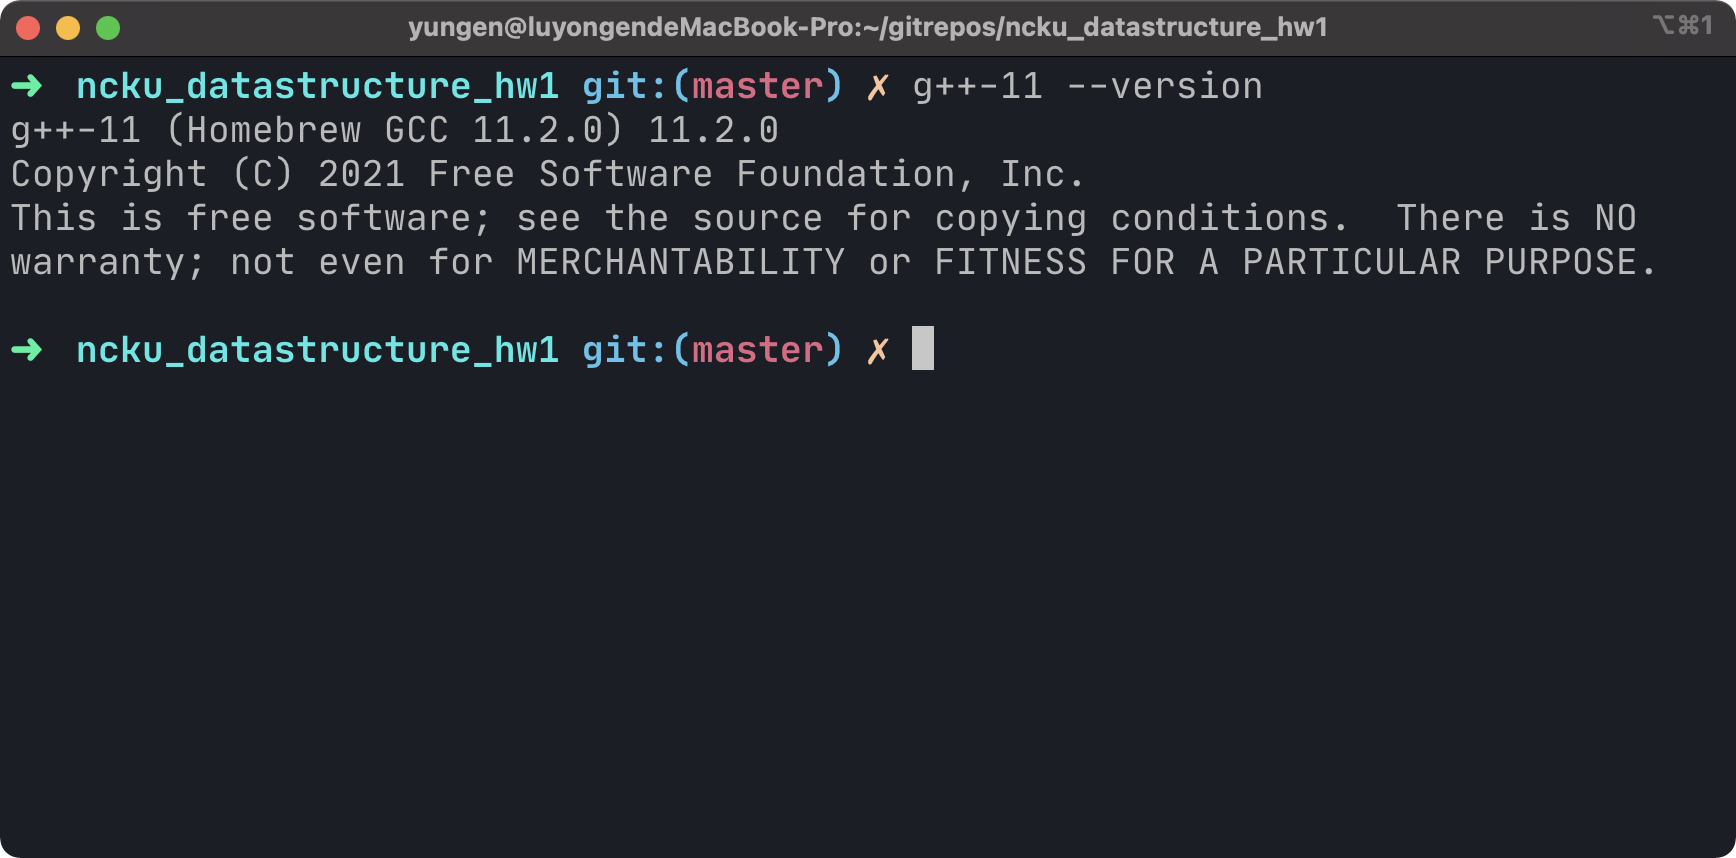 yungen@luyongendeMacBook-Pro:~/gitrepos/ncku_datastructure_hw1 ⌥⌘1
➜  ncku_datastructure_hw1 git:(master) ✗ g++-11 --version
g++-11 (Homebrew GCC 11.2.0) 11.2.0
Copyright (C) 2021 Free Software Foundation, Inc.
This is free software; see the source for copying conditions.  There is NO
warranty; not even for MERCHANTABILITY or FITNESS FOR A PARTICULAR PURPOSE.
➜  ncku_datastructure_hw1 git:(master) ✗